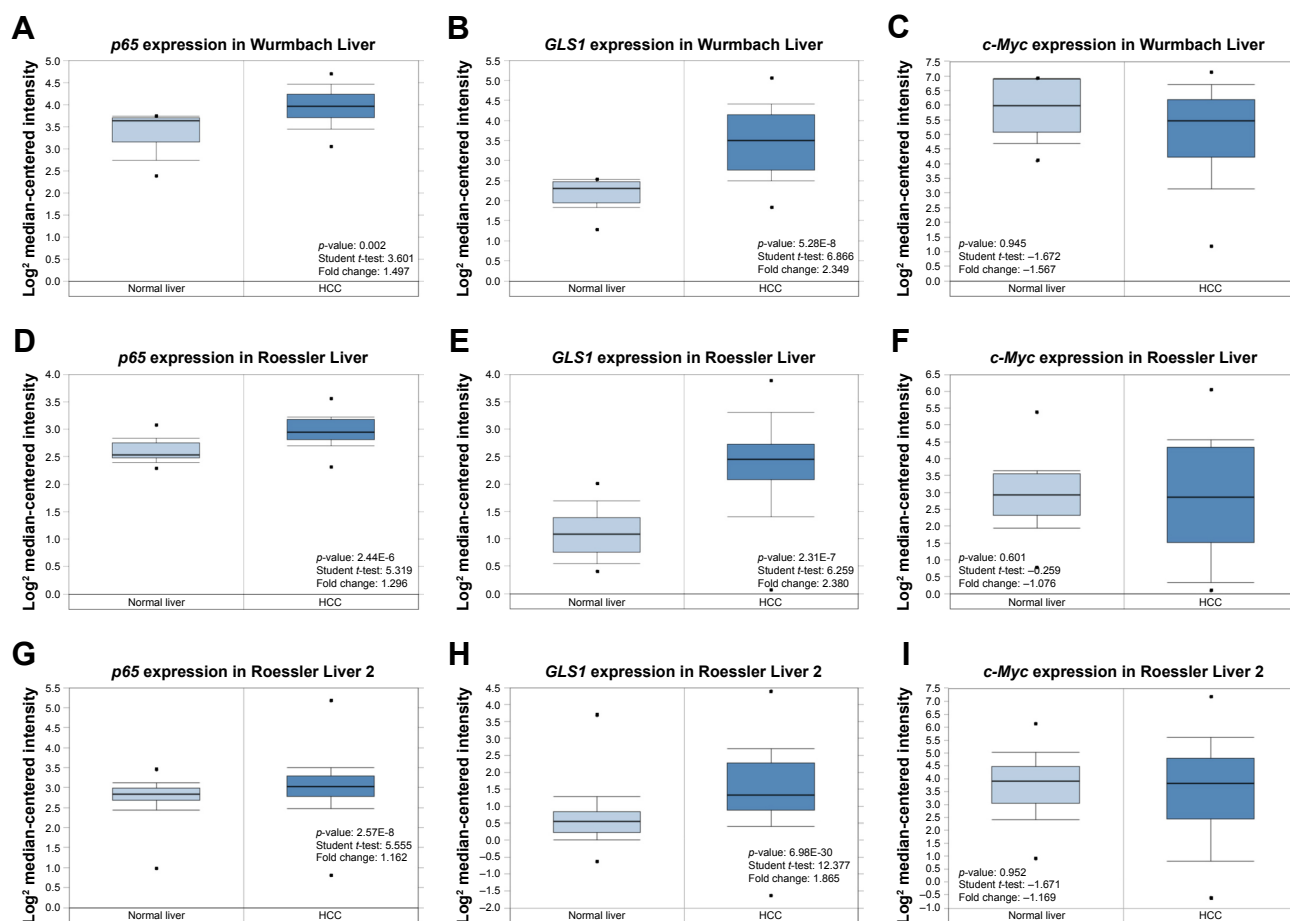 A
p65 expression in Wurmbach Liver
Log² median-centered intensity
5.0
4.5
4.0
3.5
3.0
2.5
2.0
1.5
1.0
0.5
0.0
p-value: 0.002
Student t-test: 3.601
Fold change: 1.497
Normal liver
HCC
B
GLS1 expression in Wurmbach Liver
Log² median-centered intensity
5.5
5.0
4.5
4.0
3.5
3.0
2.5
2.0
1.5
1.0
0.5
0.0
p-value: 5.28E-8
Student t-test: 6.866
Fold change: 2.349
Normal liver
HCC
C
c-Myc expression in Wurmbach Liver
Log² median-centered intensity
7.5
7.0
6.5
6.0
5.5
5.0
4.5
4.0
3.5
3.0
2.5
2.0
1.5
1.0
0.5
0.0
p-value: 0.945
Student t-test: −1.672
Fold change: −1.567
Normal liver
HCC
D
p65 expression in Roessler Liver
Log² median-centered intensity
4.0
3.5
3.0
2.5
2.0
1.5
1.0
0.5
0.0
p-value: 2.44E-6
Student t-test: 5.319
Fold change: 1.296
Normal liver
HCC
E
GLS1 expression in Roessler Liver
Log² median-centered intensity
4.0
3.5
3.0
2.5
2.0
1.5
1.0
0.5
0.0
p-value: 2.31E-7
Student t-test: 6.259
Fold change: 2.380
Normal liver
HCC
F
c-Myc expression in Roessler Liver
Log² median-centered intensity
6.5
6.0
5.5
5.0
4.5
4.0
3.5
3.0
2.5
2.0
1.5
1.0
0.5
0.0
p-value: 0.601
Student t-test: −0.259
Fold change: −1.076
Normal liver
HCC
G
p65 expression in Roessler Liver 2
Log² median-centered intensity
5.5
5.0
4.5
4.0
3.5
3.0
2.5
2.0
1.5
1.0
0.5
0.0
p-value: 2.57E-8
Student t-test: 5.555
Fold change: 1.162
Normal liver
HCC
H
GLS1 expression in Roessler Liver 2
Log² median-centered intensity
4.5
4.0
3.5
3.0
2.5
2.0
1.5
1.0
0.5
0.0
−0.5
−1.0
−1.5
−2.0
p-value: 6.98E-30
Student t-test: 12.377
Fold change: 1.865
Normal liver
HCC
I
c-Myc expression in Roessler Liver 2
Log² median-centered intensity
7.5
7.0
6.5
6.0
5.5
5.0
4.5
4.0
3.5
3.0
2.5
2.0
1.5
1.0
0.5
0.0
−0.5
−1.0
p-value: 0.952
Student t-test: −1.671
Fold change: −1.169
Normal liver
HCC